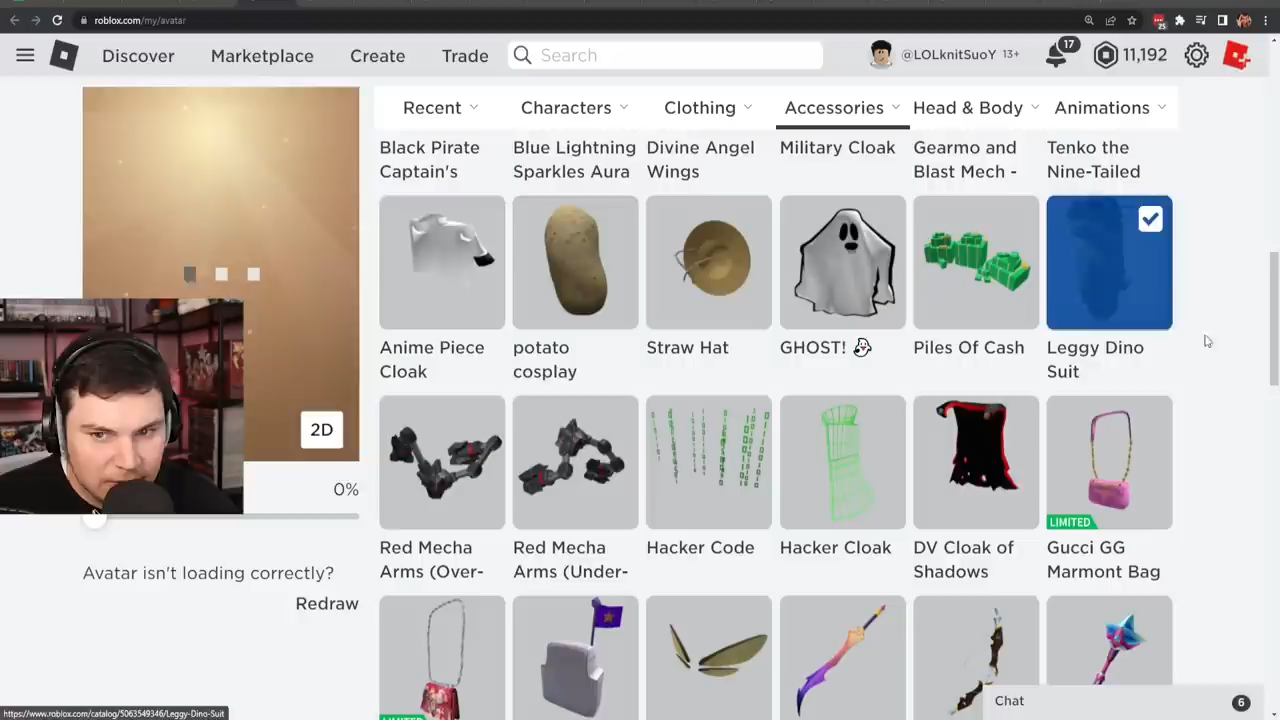 roblox.com/my/avatar
25
Discover
Marketplace
Create
Trade
Search
@LOLknitSuoY 13+
17
11,192
Recent
Characters
Clothing
Accessories
Head & Body
Animations
Black Pirate
Captain's
Blue Lightning
Sparkles Aura
Divine Angel
Wings
Military Cloak
Gearmo and
Blast Mech -
Tenko the
Nine-Tailed
Anime Piece
Cloak
potato
cosplay
Straw Hat
GHOST! 👻
Piles Of Cash
Leggy Dino
Suit
2D
0%
Red Mecha
Arms (Over-
Red Mecha
Arms (Under-
Hacker Code
Hacker Cloak
DV Cloak of
Shadows
LIMITED
Gucci GG
Marmont Bag
Avatar isn't loading correctly?
Redraw
LIMITED
Chat
6
https://www.roblox.com/catalog/5063549346/Leggy-Dino-Suit